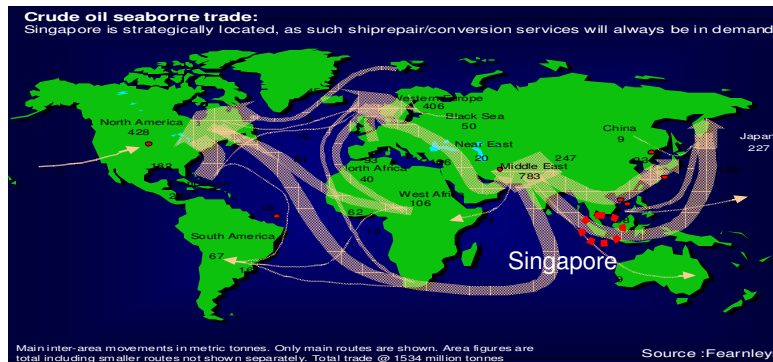 Crude oil seaborne trade:
Singapore is strategically located, as such shiprepair/conversion services will always be in demand
Western Europe
406
North America
428
Black Sea
50
China
9
Japan
227
Near East
20
Middle East
783
247
North Africa
40
West Africa
106
62
South America
67
Singapore
Main inter-area movements in metric tonnes. Only main routes are shown. Area figures are
total including smaller routes not shown separately. Total trade @ 1534 million tonnes
Source :Fearnley